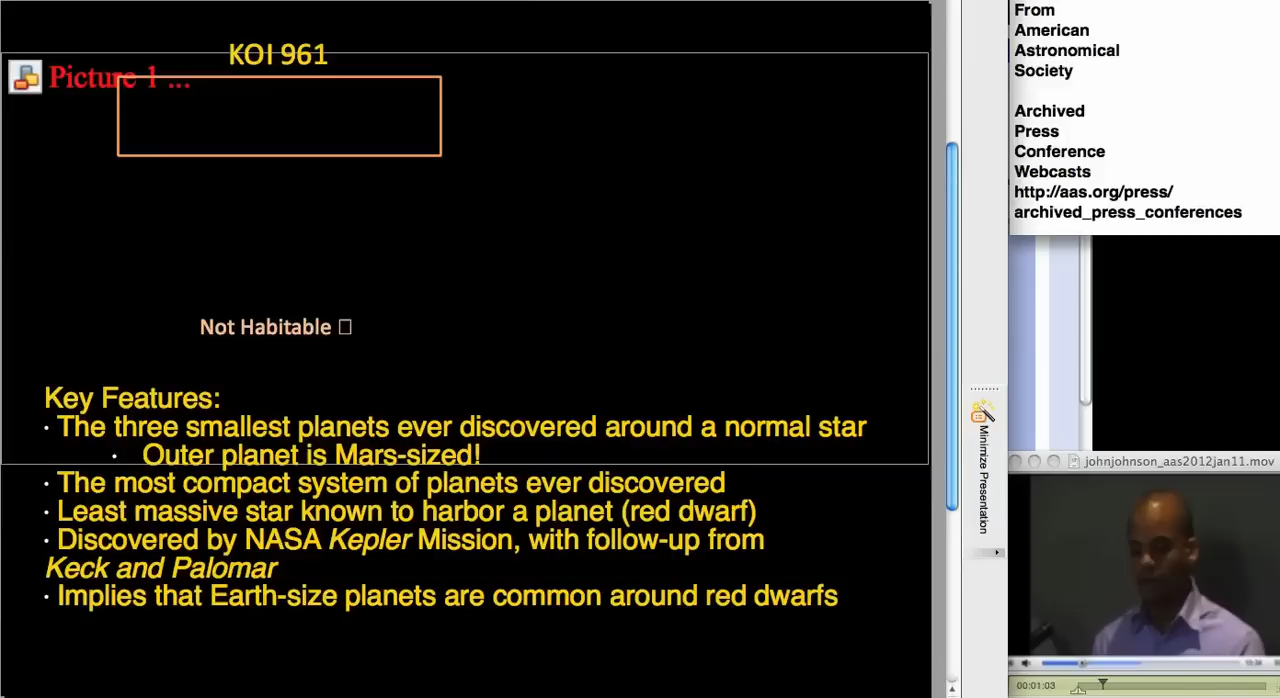 KOI 961
Picture 1 ...
Not Habitable
Key Features:
· The three smallest planets ever discovered around a normal star
· Outer planet is Mars-sized!
· The most compact system of planets ever discovered
· Least massive star known to harbor a planet (red dwarf)
· Discovered by NASA Kepler Mission, with follow-up from
Keck and Palomar
· Implies that Earth-size planets are common around red dwarfs
Minimize Presentation
From
American
Astronomical
Society
Archived
Press
Conference
Webcasts
http://aas.org/press/
archived_press_conferences
johnjohnson_aas2012jan11.mov
00:01:03